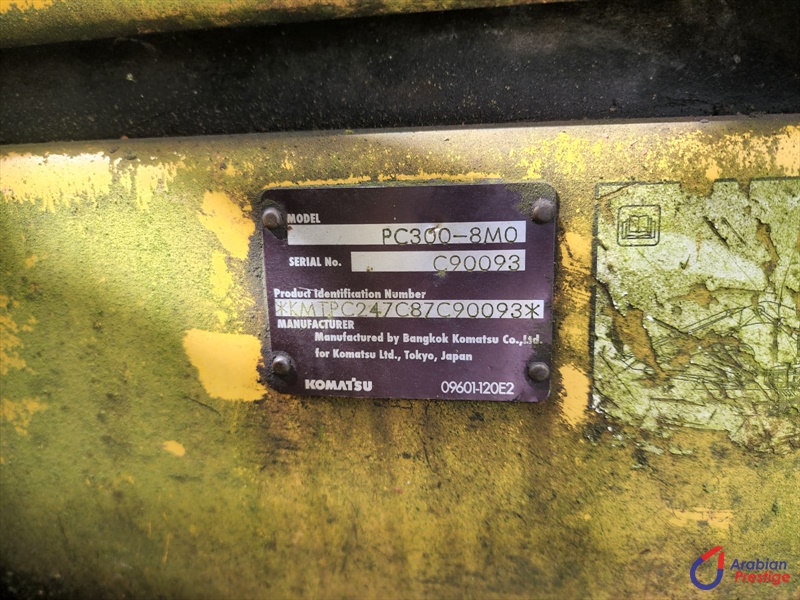 MODEL
PC300-8M0
SERIAL No.
C90093
Product Identification Number
*KMTPC247C87C90093*
MANUFACTURER
Manufactured by Bangkok Komatsu Co.,Ltd.
for Komatsu Ltd., Tokyo, Japan
KOMATSU
09601-120E2
Arabian
Prestige